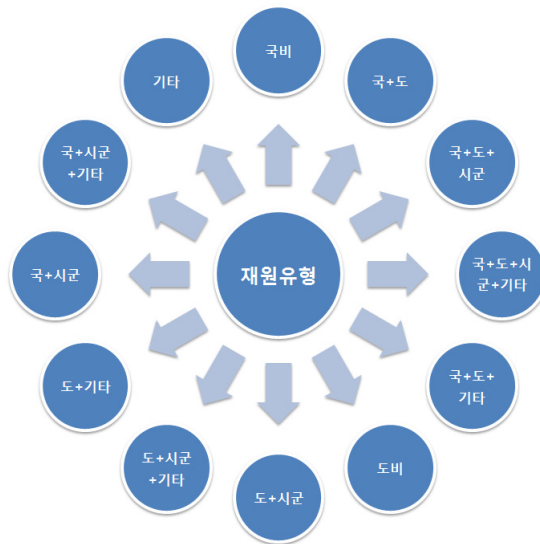 국비
국+도
국+도+
시군
국+도+시
군+기타
국+도+
기타
도비
도+시군
도+시군
+기타
도+기타
국+시군
국+시군
+기타
기타
재원유형